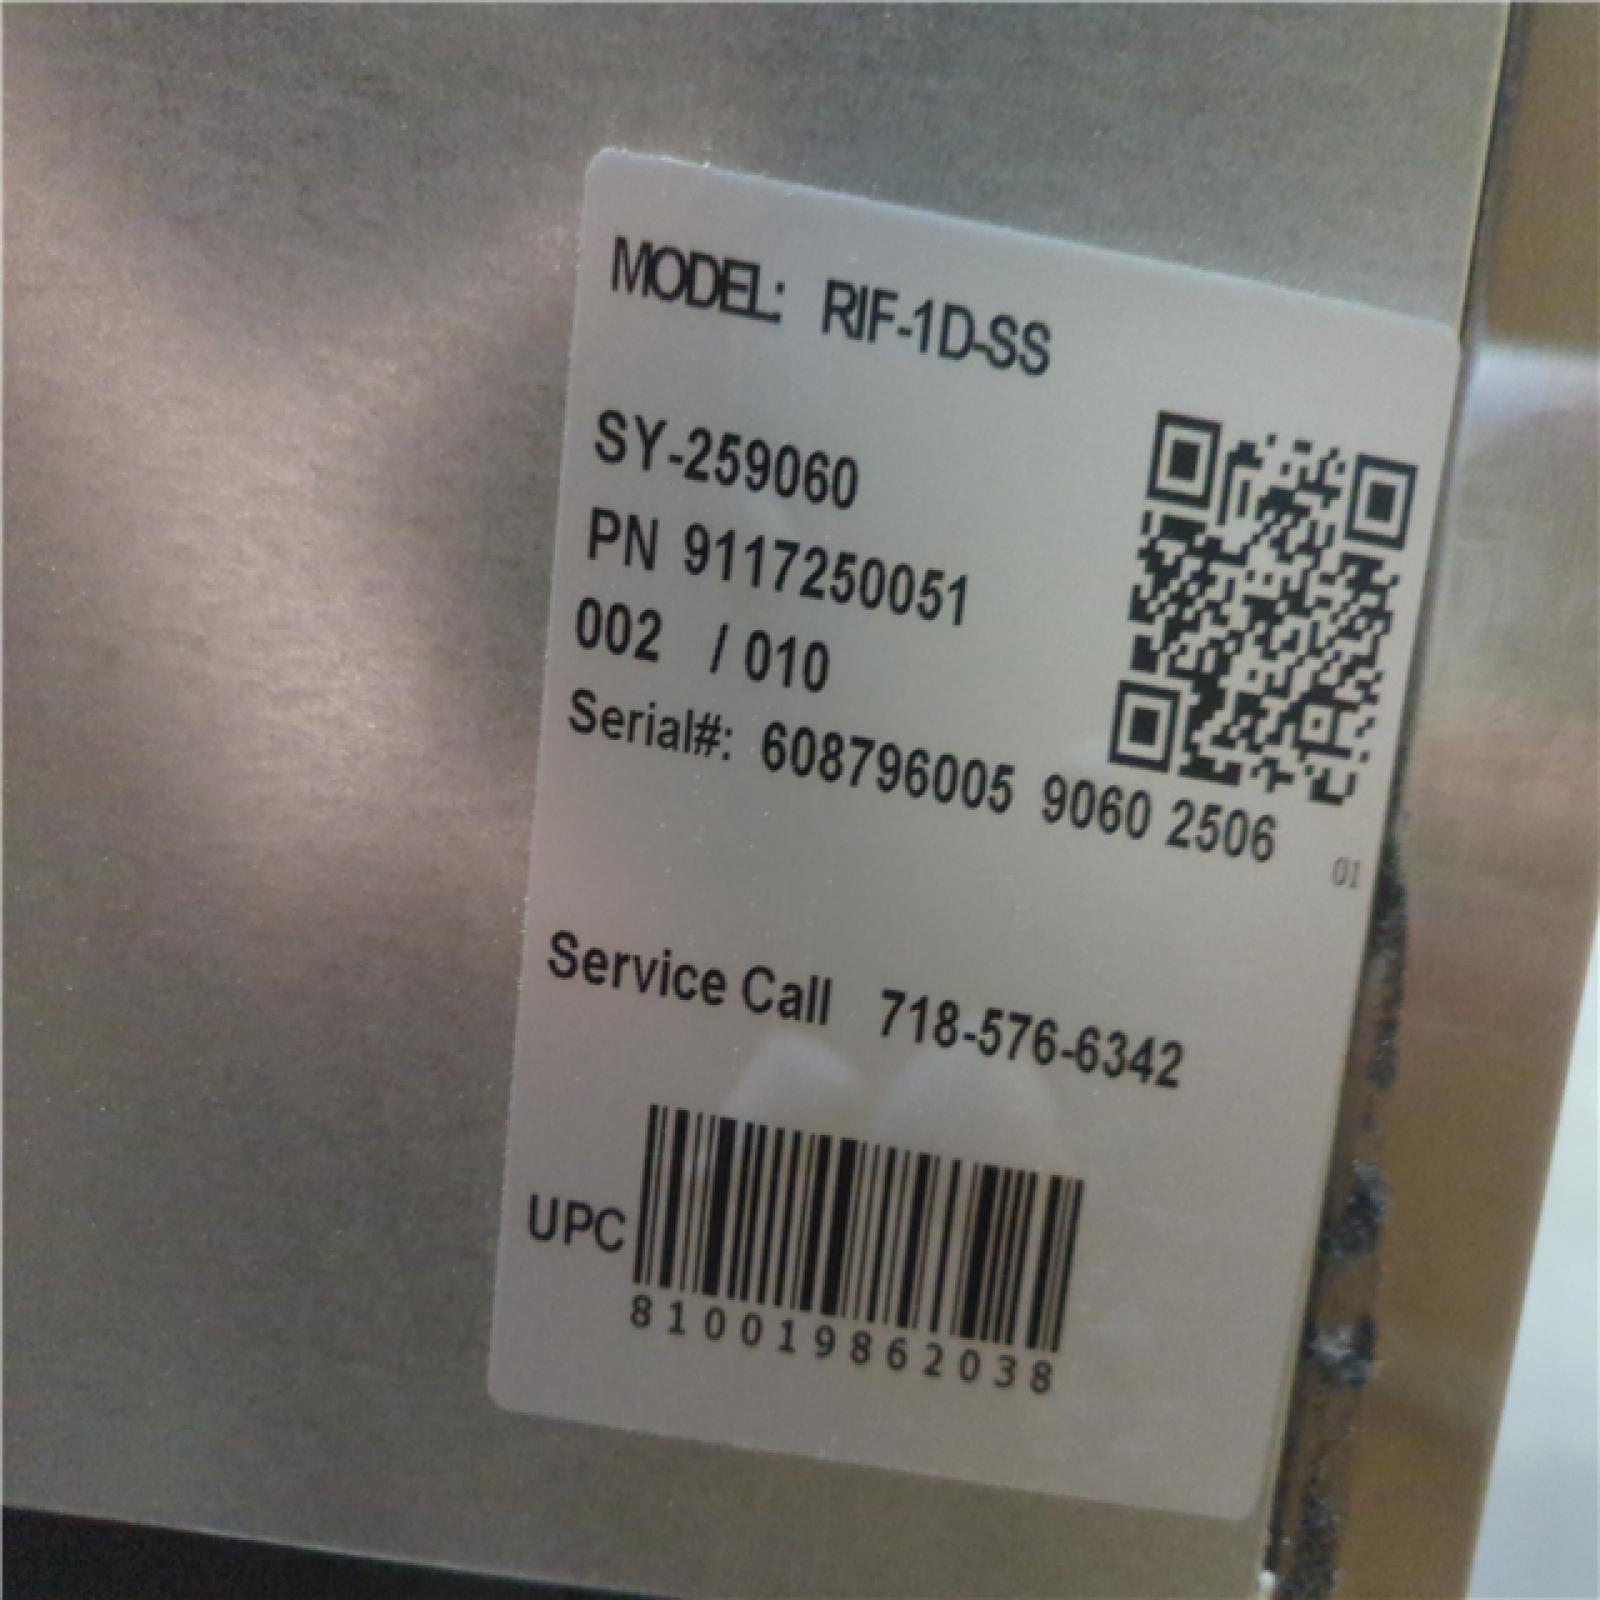 MODEL: RIF-1D-SS
SY-259060
PN 9117250051
002 / 010
Serial#: 608796005 9060 2506
01
Service Call 718-576-6342
UPC
810019862038